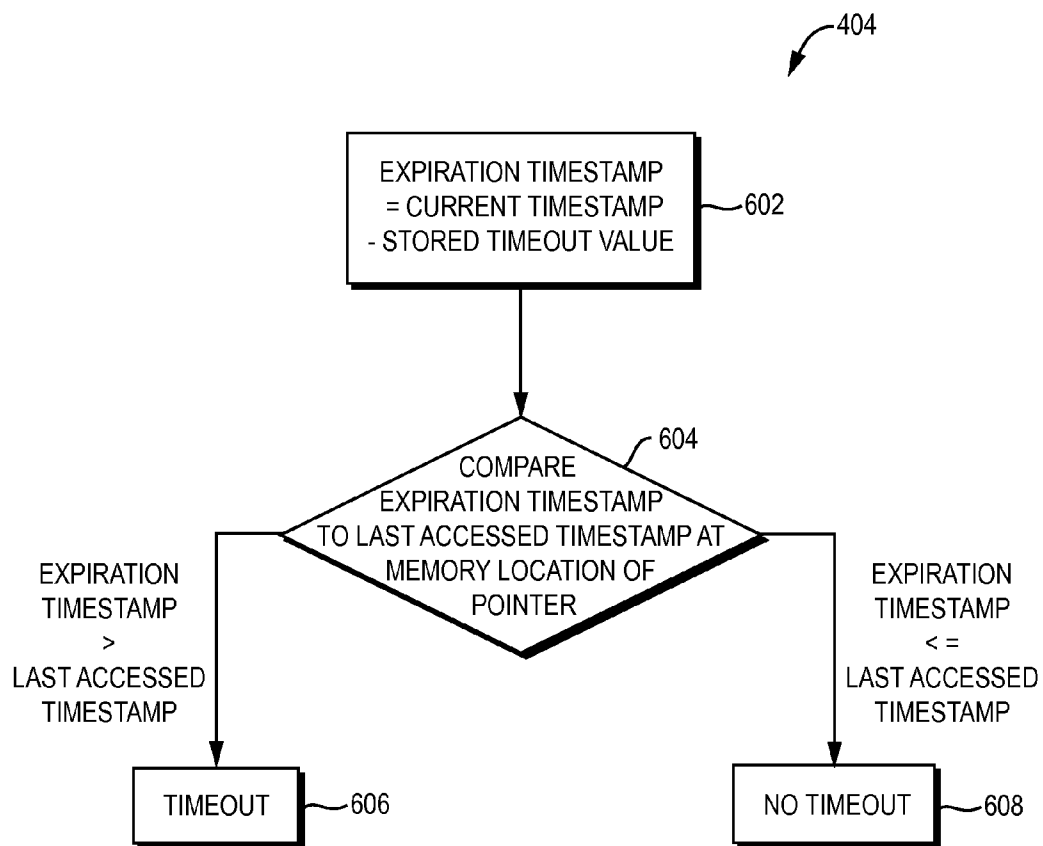 404
EXPIRATION TIMESTAMP
= CURRENT TIMESTAMP
- STORED TIMEOUT VALUE
602
604
COMPARE
EXPIRATION TIMESTAMP
TO LAST ACCESSED TIMESTAMP AT
MEMORY LOCATION OF
POINTER
EXPIRATION
TIMESTAMP
>
LAST ACCESSED
TIMESTAMP
EXPIRATION
TIMESTAMP
< =
LAST ACCESSED
TIMESTAMP
TIMEOUT
606
NO TIMEOUT
608